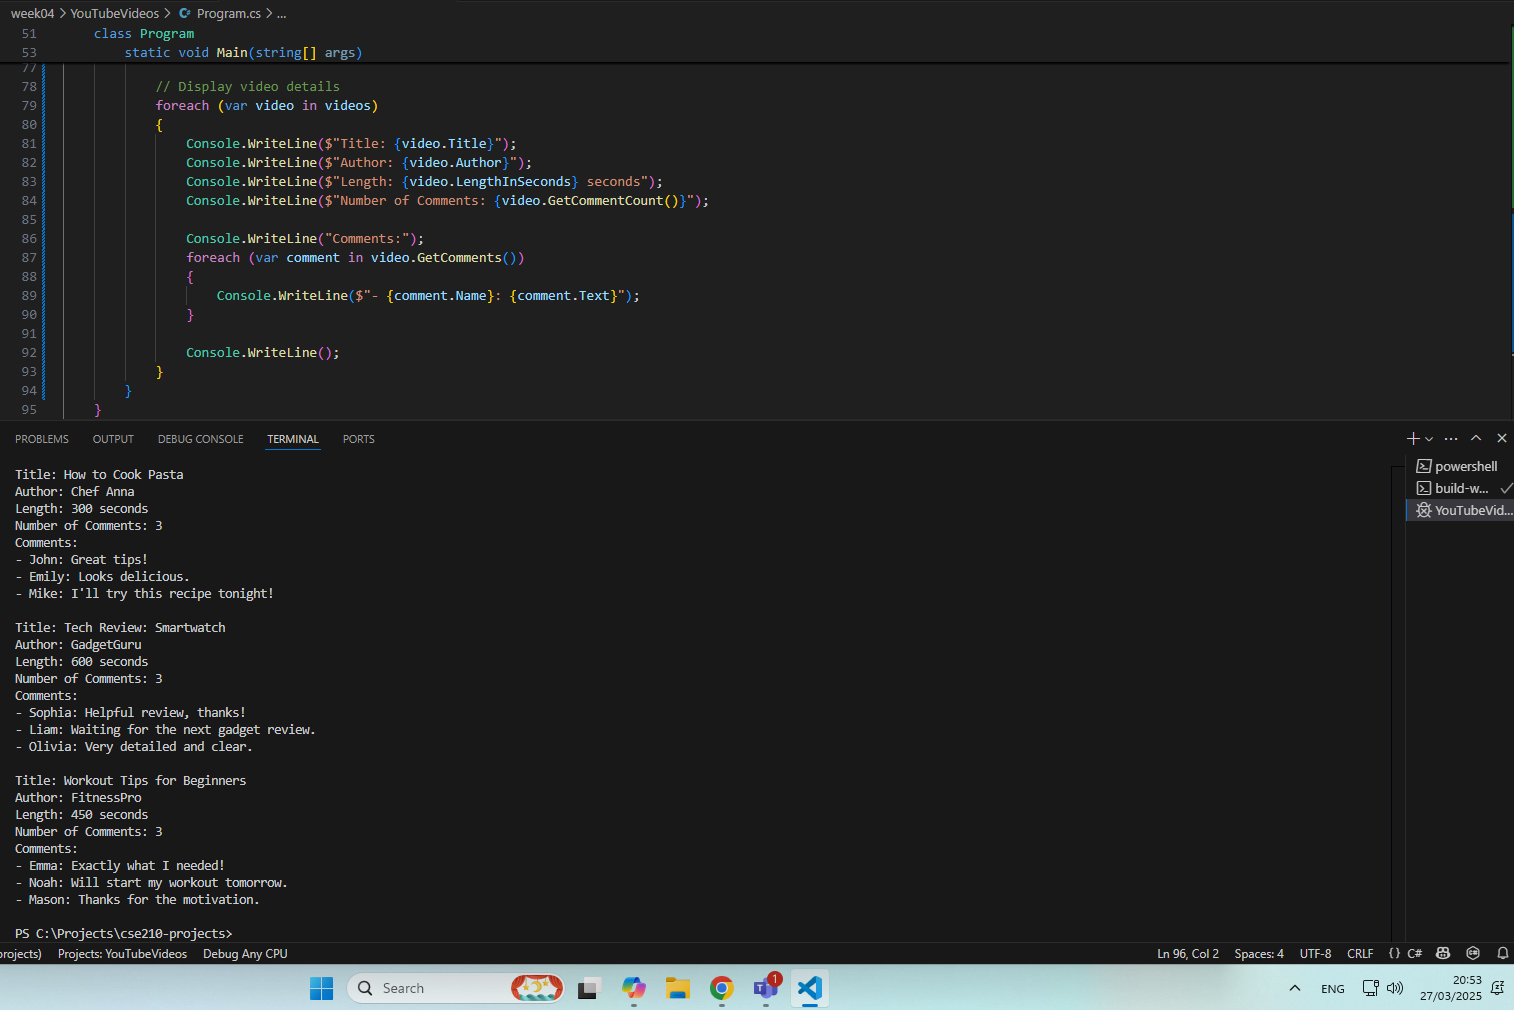 week04 > YouTubeVideos > C# Program.cs > ...
51 class Program
53 static void Main(string[] args)
77
78 // Display video details
79 foreach (var video in videos)
80 {
81 Console.WriteLine($"Title: {video.Title}");
82 Console.WriteLine($"Author: {video.Author}");
83 Console.WriteLine($"Length: {video.LengthInSeconds} seconds");
84 Console.WriteLine($"Number of Comments: {video.GetCommentCount()}");
85
86 Console.WriteLine("Comments:");
87 foreach (var comment in video.GetComments())
88 {
89 Console.WriteLine($"- {comment.Name}: {comment.Text}");
90 }
91
92 Console.WriteLine();
93 }
94 }
95 }
PROBLEMS OUTPUT DEBUG CONSOLE TERMINAL PORTS
Title: How to Cook Pasta
Author: Chef Anna
Length: 300 seconds
Number of Comments: 3
Comments:
- John: Great tips!
- Emily: Looks delicious.
- Mike: I'll try this recipe tonight!
Title: Tech Review: Smartwatch
Author: GadgetGuru
Length: 600 seconds
Number of Comments: 3
Comments:
- Sophia: Helpful review, thanks!
- Liam: Waiting for the next gadget review.
- Olivia: Very detailed and clear.
Title: Workout Tips for Beginners
Author: FitnessPro
Length: 450 seconds
Number of Comments: 3
Comments:
- Emma: Exactly what I needed!
- Noah: Will start my workout tomorrow.
- Mason: Thanks for the motivation.
PS C:\Projects\cse210-projects>
powershell
build-w...
YouTubeVid...
rojects) Projects: YouTubeVideos Debug Any CPU Ln 96, Col 2 Spaces: 4 UTF-8 CRLF {} C#
Search 1 ENG 20:53
27/03/2025